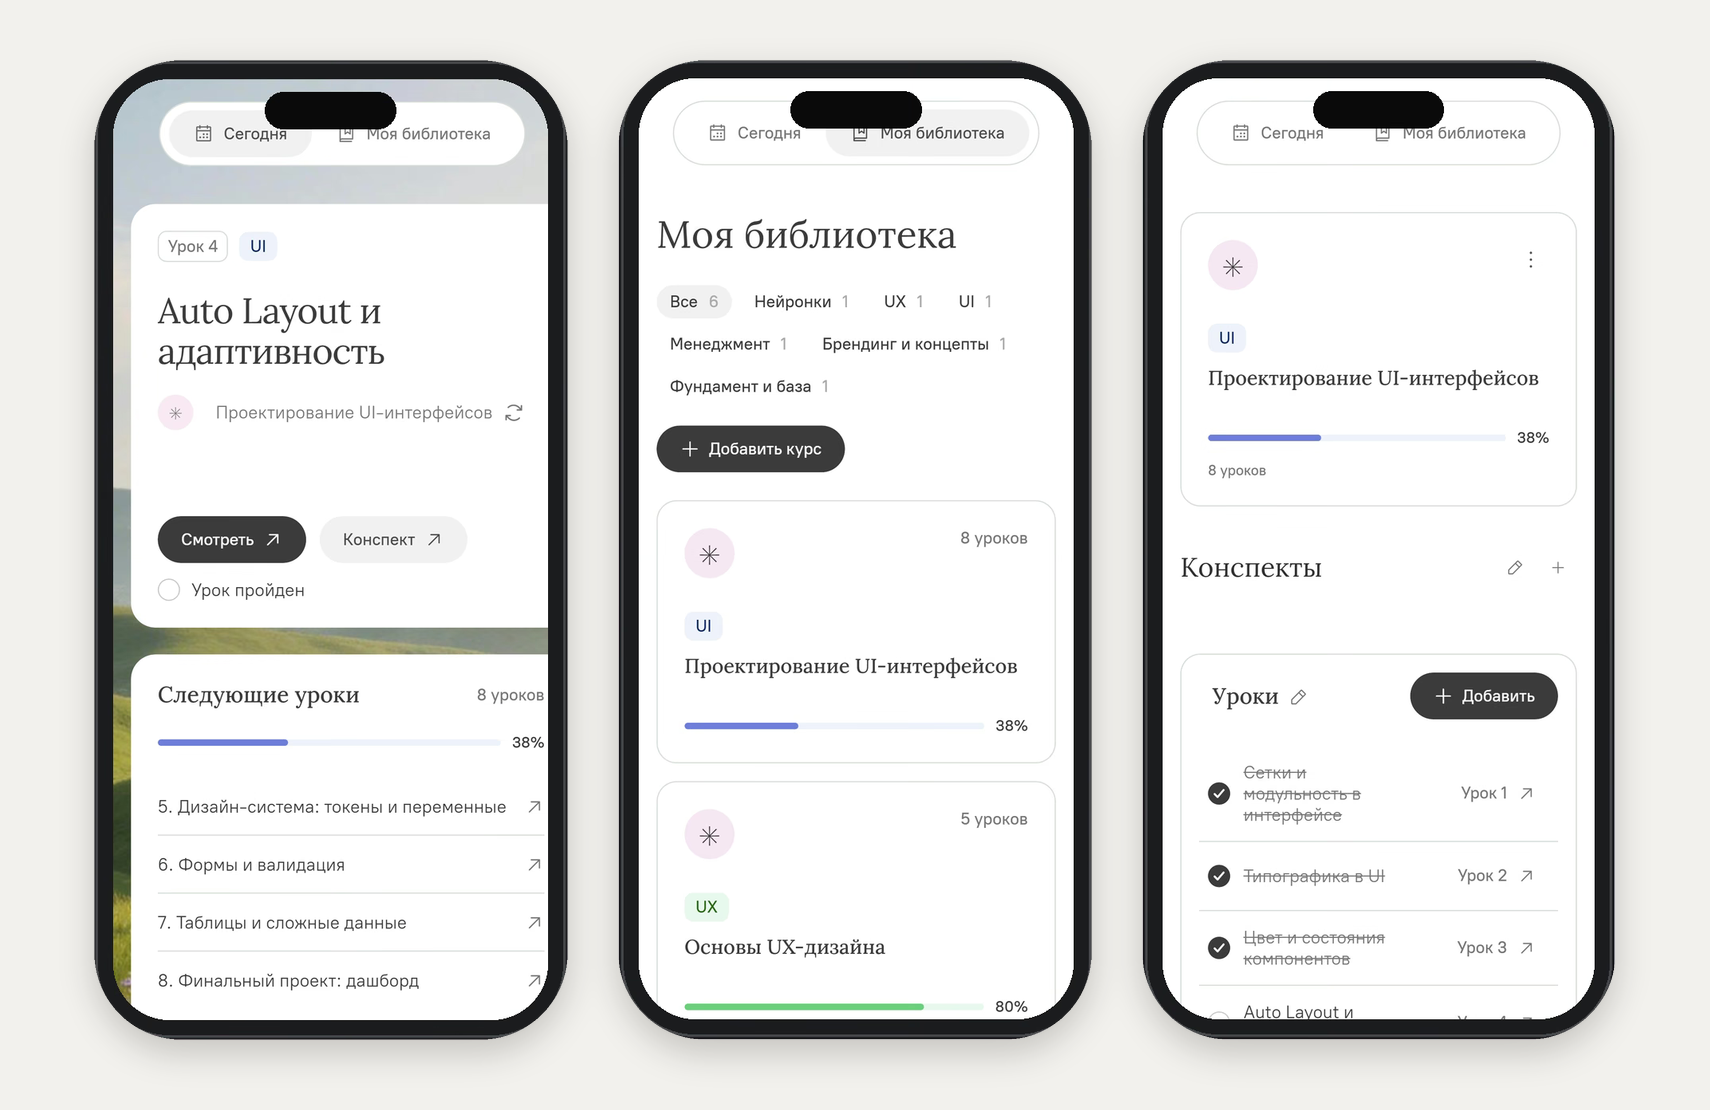 Сегодня
Моя библиотека
Урок 4
UI
Auto Layout и
адаптивность
Проектирование UI-интерфейсов
Смотреть
Конспект
Урок пройден
Следующие уроки
8 уроков
38%
5. Дизайн-система: токены и переменные
6. Формы и валидация
7. Таблицы и сложные данные
8. Финальный проект: дашборд
Сегодня
Моя библиотека
Моя библиотека
Все 6
Нейронки 1
UX 1
UI 1
Менеджмент 1
Брендинг и концепты 1
Фундамент и база 1
Добавить курс
8 уроков
UI
Проектирование UI-интерфейсов
38%
5 уроков
UX
Основы UX-дизайна
80%
Сегодня
Моя библиотека
UI
Проектирование UI-интерфейсов
38%
8 уроков
Конспекты
Уроки
Добавить
Сетки и
модульность в
интерфейсе
Урок 1
Типографика в UI
Урок 2
Цвет и состояния
компонентов
Урок 3
Auto Layout и